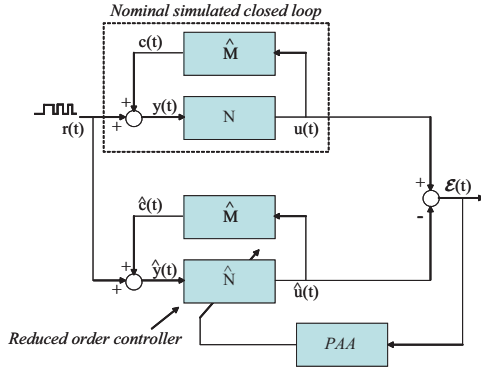 Nominal simulated closed loop
c(t)
M̂
+
y(t)
N
r(t)
+
u(t)
+
ε(t)
-
ĉ(t)
M̂
+
ŷ(t)
N̂
+
û(t)
Reduced order controller
PAA